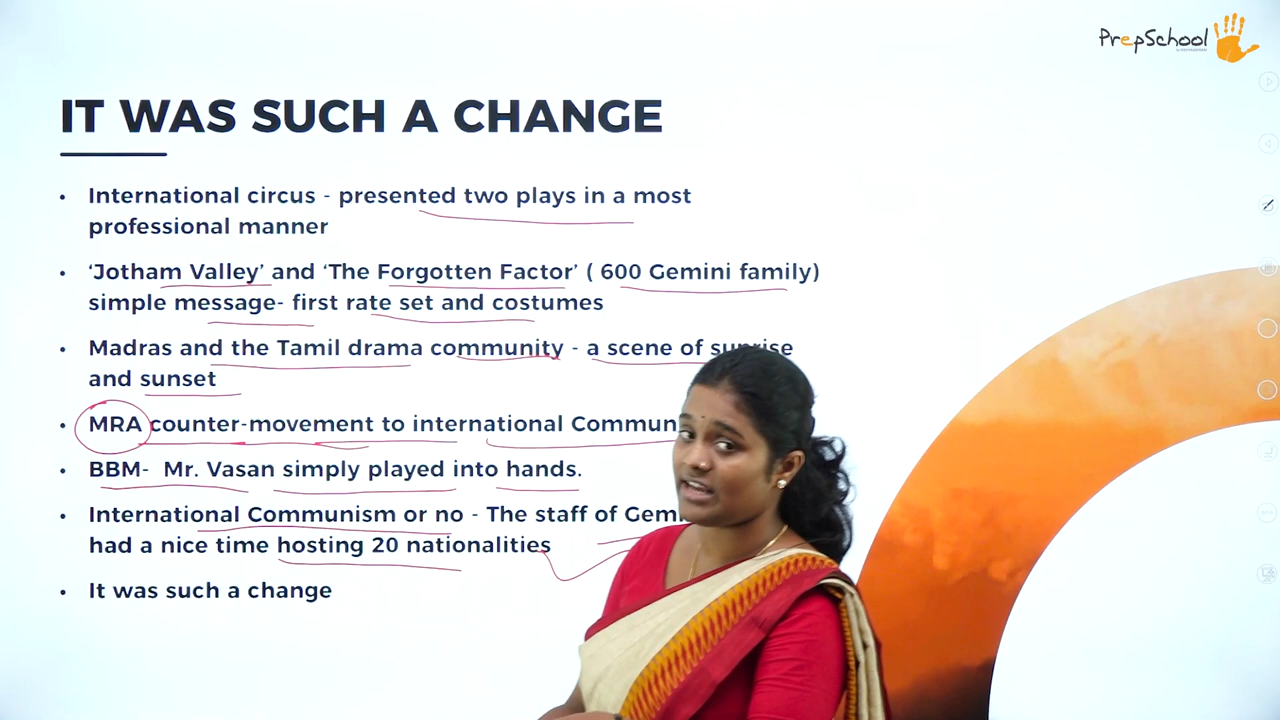 PrepSchool
IT WAS SUCH A CHANGE
• International circus - presented two plays in a most
professional manner
• ‘Jotham Valley’ and ‘The Forgotten Factor’ ( 600 Gemini family)
simple message- first rate set and costumes
• Madras and the Tamil drama community - a scene of sunrise
and sunset
• MRA counter-movement to international Commun
• BBM- Mr. Vasan simply played into hands.
• International Communism or no - The staff of Gem
had a nice time hosting 20 nationalities
• It was such a change